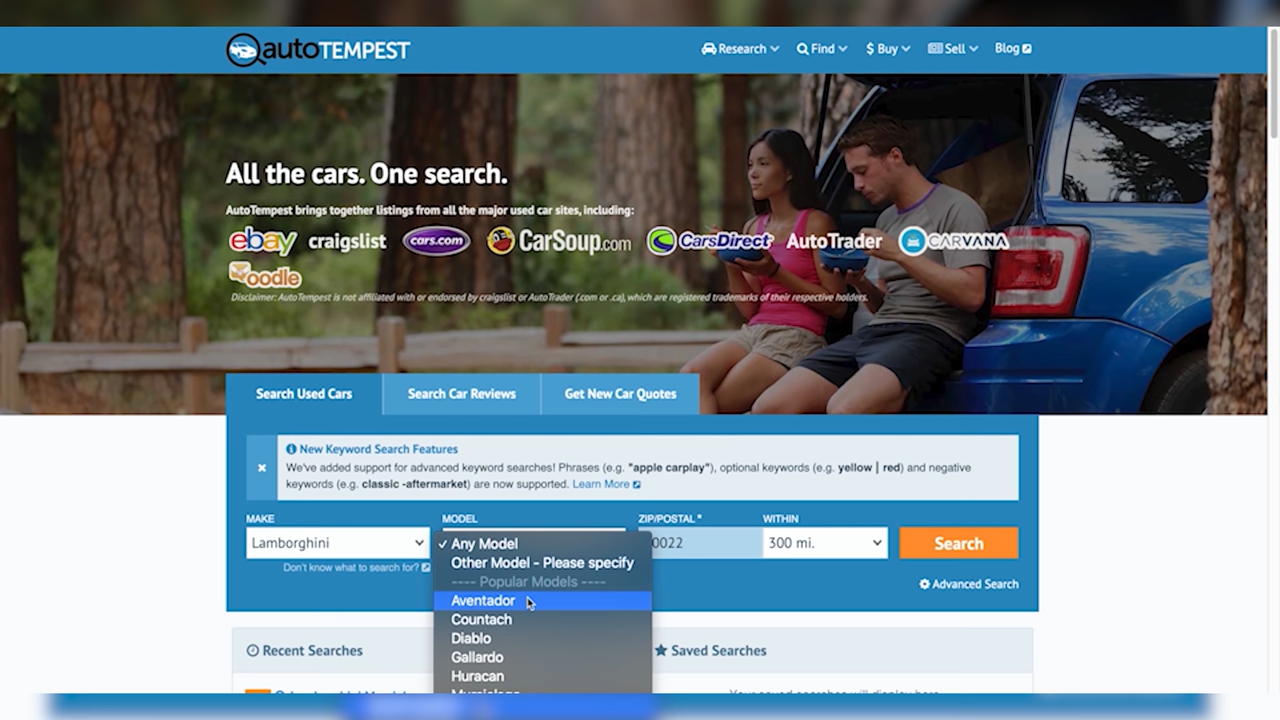 autoTEMPEST
Research
Find
$ Buy
Sell
Blog
All the cars. One search.
AutoTempest brings together listings from all the major used car sites, including:
ebay craigslist cars.com CarSoup.com CarsDirect AutoTrader CARVANA
oodle
Disclaimer: AutoTempest is not affiliated with or endorsed by craigslist or AutoTrader (.com or .ca), which are registered trademarks of their respective holders.
Search Used Cars
Search Car Reviews
Get New Car Quotes
New Keyword Search Features
We've added support for advanced keyword searches! Phrases (e.g. "apple carplay"), optional keywords (e.g. yellow | red) and negative
keywords (e.g. classic -aftermarket) are now supported. Learn More
MAKE
MODEL
ZIP/POSTAL *
WITHIN
Lamborghini
✓ Any Model
0022
300 mi.
Search
Don't know what to search for?
Other Model - Please specify
---- Popular Models ----
Advanced Search
Aventador
Countach
Diablo
Gallardo
Huracan
Recent Searches
Saved Searches